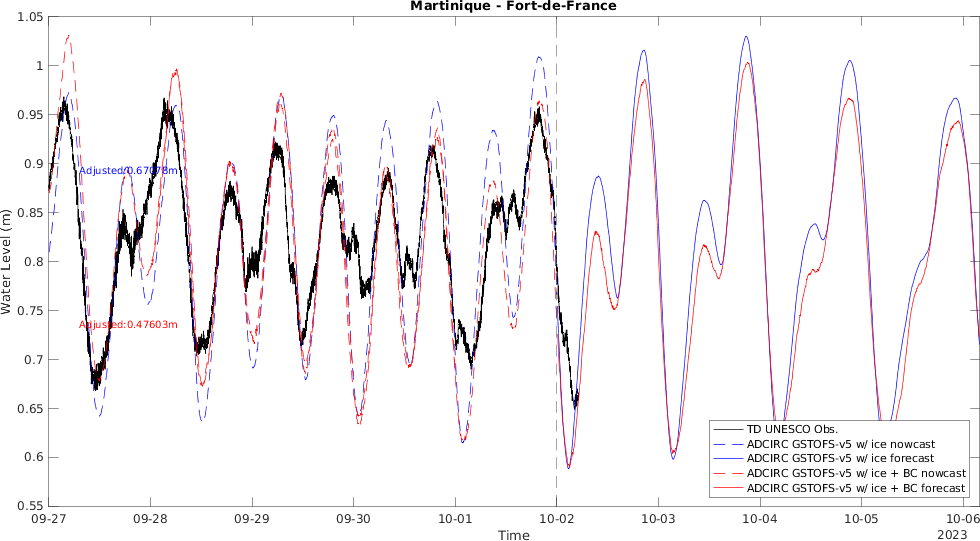 Martinique - Fort-de-France
1.05
1
0.95
0.9
0.85
0.8
0.75
0.7
0.65
0.6
0.55
Water Level (m)
Adjusted:0.67078m
Adjusted:0.47603m
TD UNESCO Obs.
ADCIRC GSTOFS-v5 w/ ice nowcast
ADCIRC GSTOFS-v5 w/ ice forecast
ADCIRC GSTOFS-v5 w/ ice + BC nowcast
ADCIRC GSTOFS-v5 w/ ice + BC forecast
09-27 09-28 09-29 09-30 10-01 10-02 10-03 10-04 10-05 10-06
Time
2023